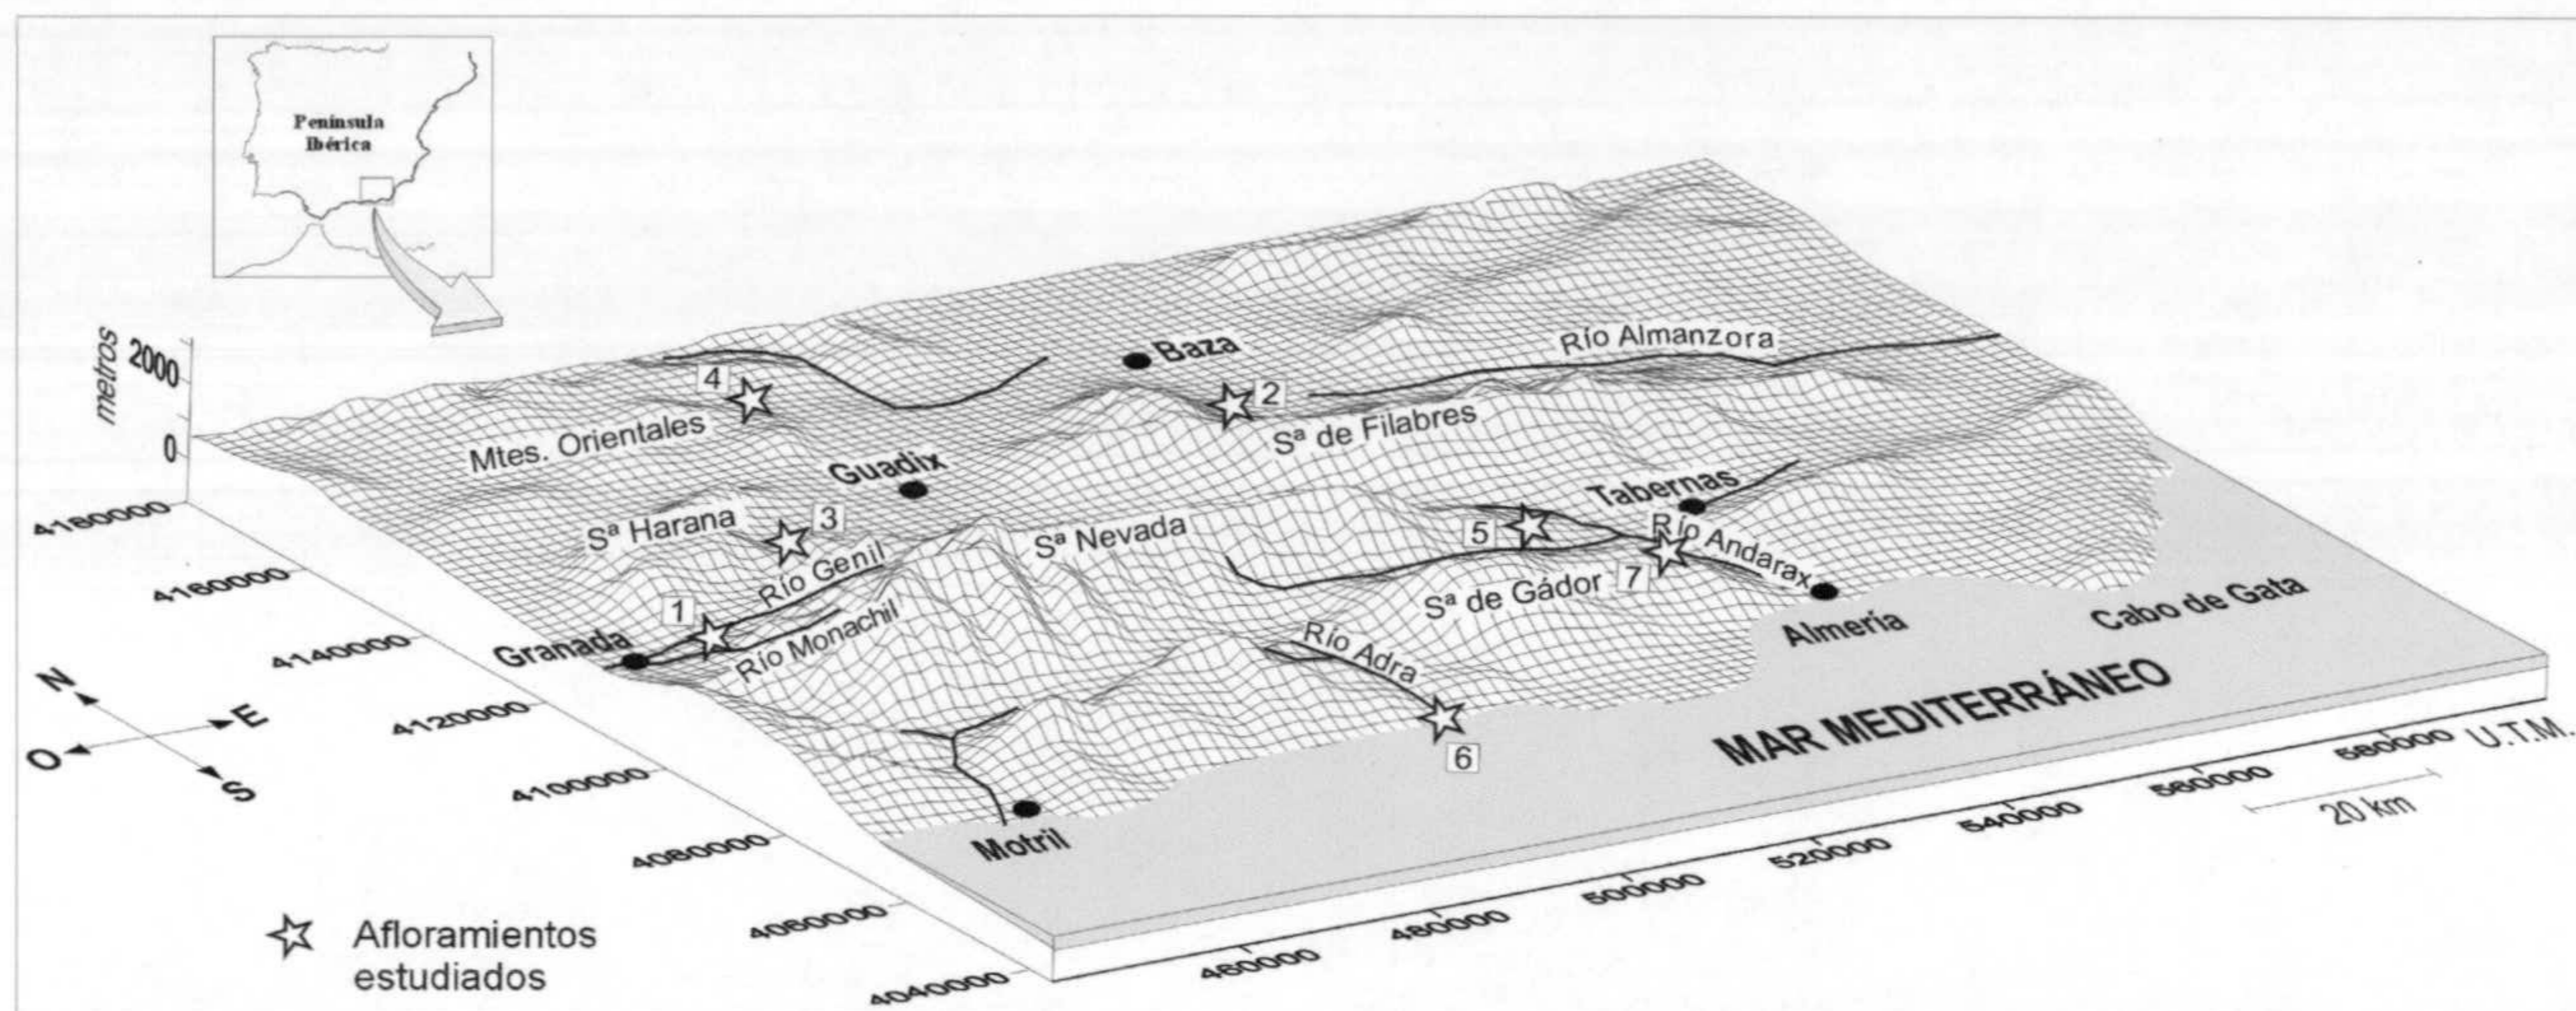 Península
Ibérica
metros
2000
0
Baza
Río Almanzora
4
2
Mtes. Orientales
Sª de Filabres
Guadix
Tabernas
Sª Harana
3
Sª Nevada
5
Río Andarax
Río Genil
7
Sª de Gádor
1
Granada
Río Monachil
Río Adra
Almería
Cabo de Gata
6
MAR MEDITERRÁNEO
Motril
4180000
4160000
4140000
4120000
4100000
4080000
4060000
4040000
460000
480000
500000
520000
540000
560000
580000
U.T.M.
20 km
N
E
O
S
Afloramientos
estudiados